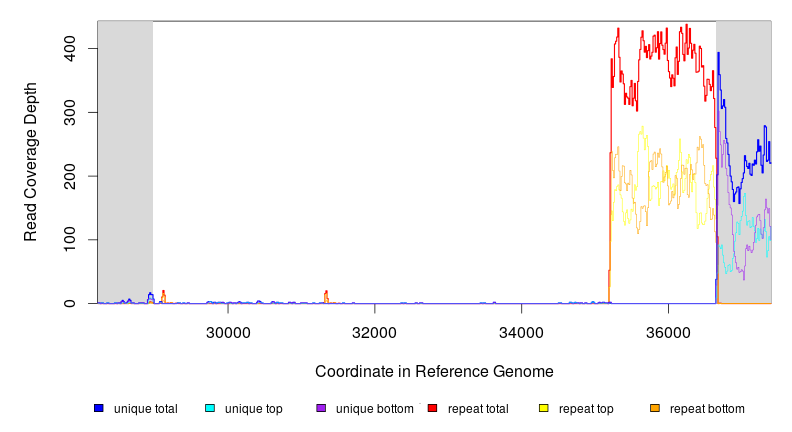 400
300
200
100
0
Read Coverage Depth
30000 32000 34000 36000
Coordinate in Reference Genome
unique total unique top unique bottom repeat total repeat top repeat bottom